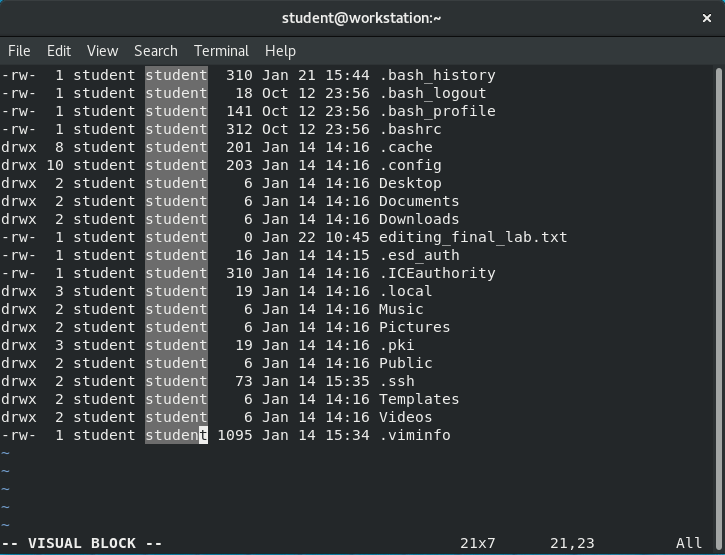 student@workstation:~ ×
File Edit View Search Terminal Help
-rw-  1 student student  310 Jan 21 15:44 .bash_history
-rw-  1 student student   18 Oct 12 23:56 .bash_logout
-rw-  1 student student  141 Oct 12 23:56 .bash_profile
-rw-  1 student student  312 Oct 12 23:56 .bashrc
drwx  8 student student  201 Jan 14 14:16 .cache
drwx 10 student student  203 Jan 14 14:16 .config
drwx  2 student student    6 Jan 14 14:16 Desktop
drwx  2 student student    6 Jan 14 14:16 Documents
drwx  2 student student    6 Jan 14 14:16 Downloads
-rw-  1 student student    0 Jan 22 10:45 editing_final_lab.txt
-rw-  1 student student   16 Jan 14 14:15 .esd_auth
-rw-  1 student student  310 Jan 14 14:16 .ICEauthority
drwx  3 student student   19 Jan 14 14:16 .local
drwx  2 student student    6 Jan 14 14:16 Music
drwx  2 student student    6 Jan 14 14:16 Pictures
drwx  3 student student   19 Jan 14 14:16 .pki
drwx  2 student student    6 Jan 14 14:16 Public
drwx  2 student student   73 Jan 14 15:35 .ssh
drwx  2 student student    6 Jan 14 14:16 Templates
drwx  2 student student    6 Jan 14 14:16 Videos
-rw-  1 student student 1095 Jan 14 15:34 .viminfo
~
~
~
~
~
-- VISUAL BLOCK -- 21x7 21,23 All